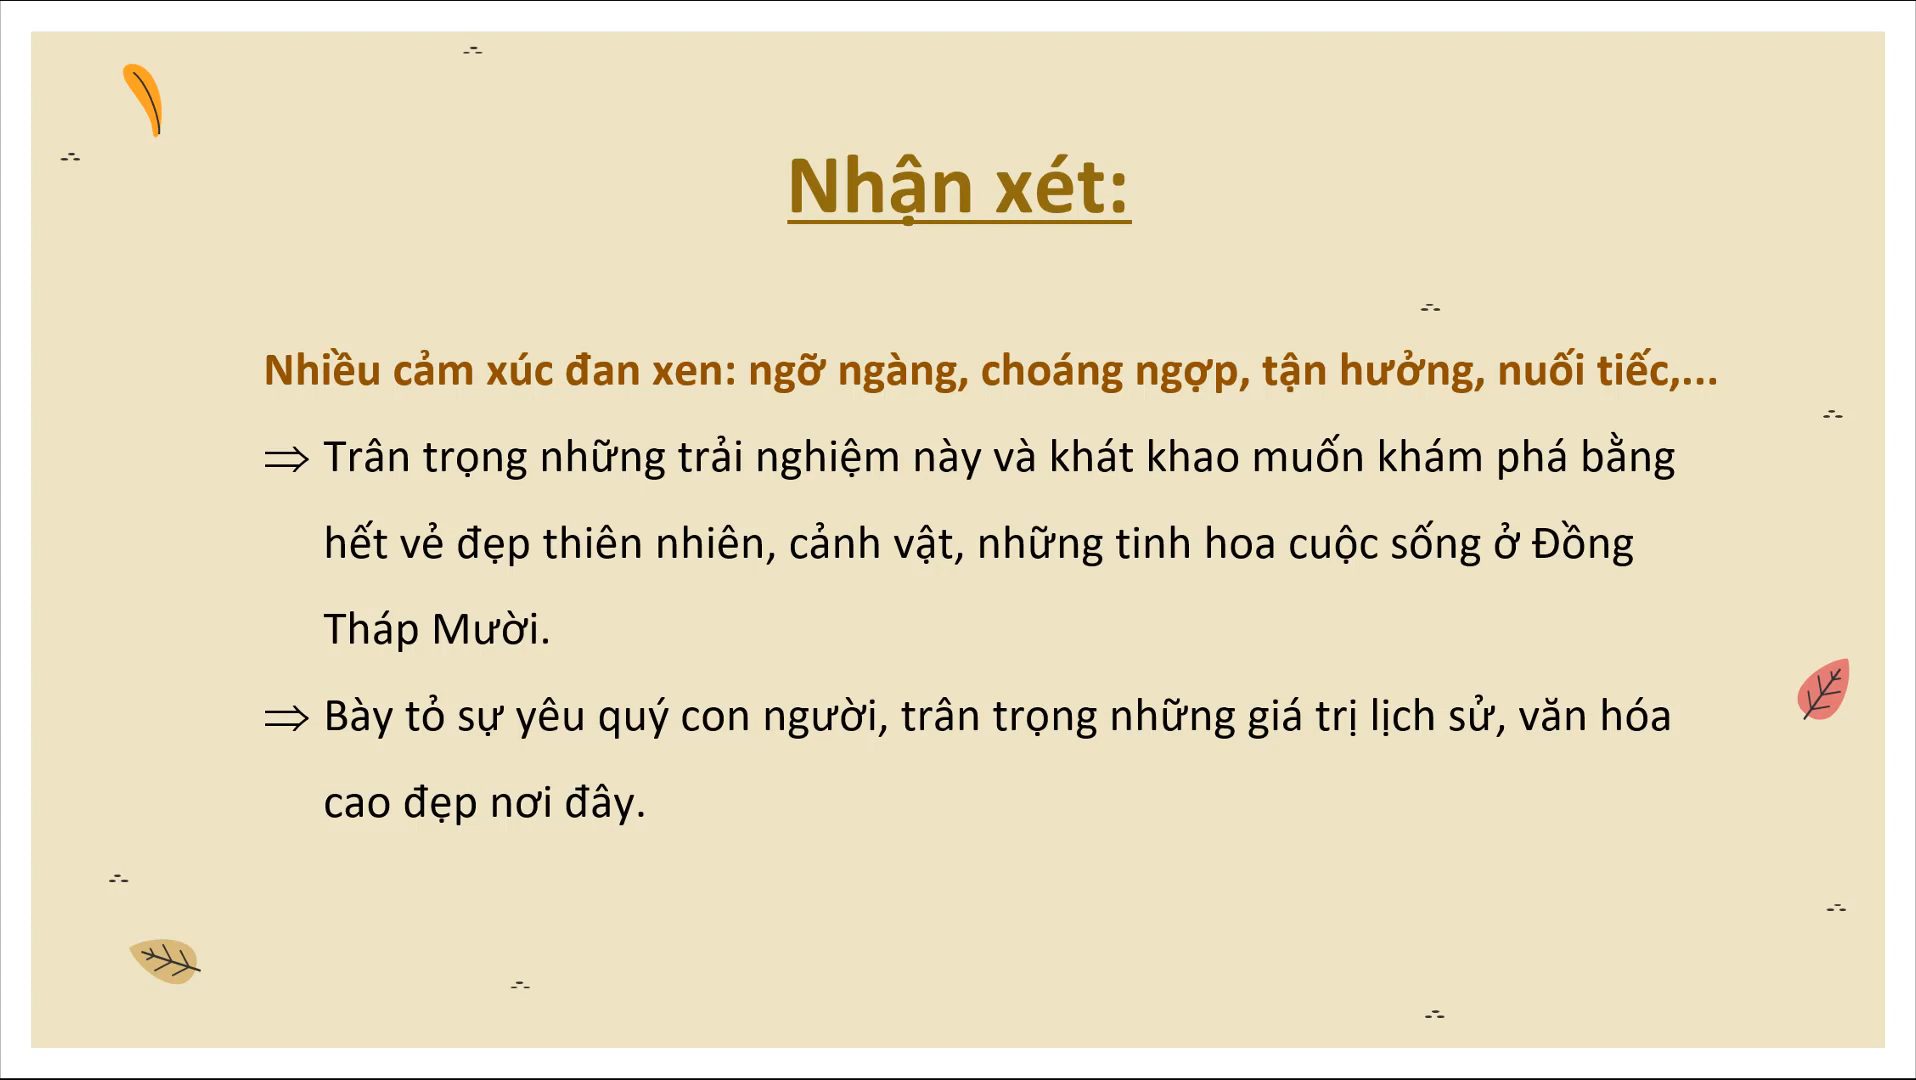 Nhận xét:
Nhiều cảm xúc đan xen: ngỡ ngàng, choáng ngợp, tận hưởng, nuối tiếc,...
⇒ Trân trọng những trải nghiệm này và khát khao muốn khám phá bằng
hết vẻ đẹp thiên nhiên, cảnh vật, những tinh hoa cuộc sống ở Đồng
Tháp Mười.
⇒ Bày tỏ sự yêu quý con người, trân trọng những giá trị lịch sử, văn hóa
cao đẹp nơi đây.